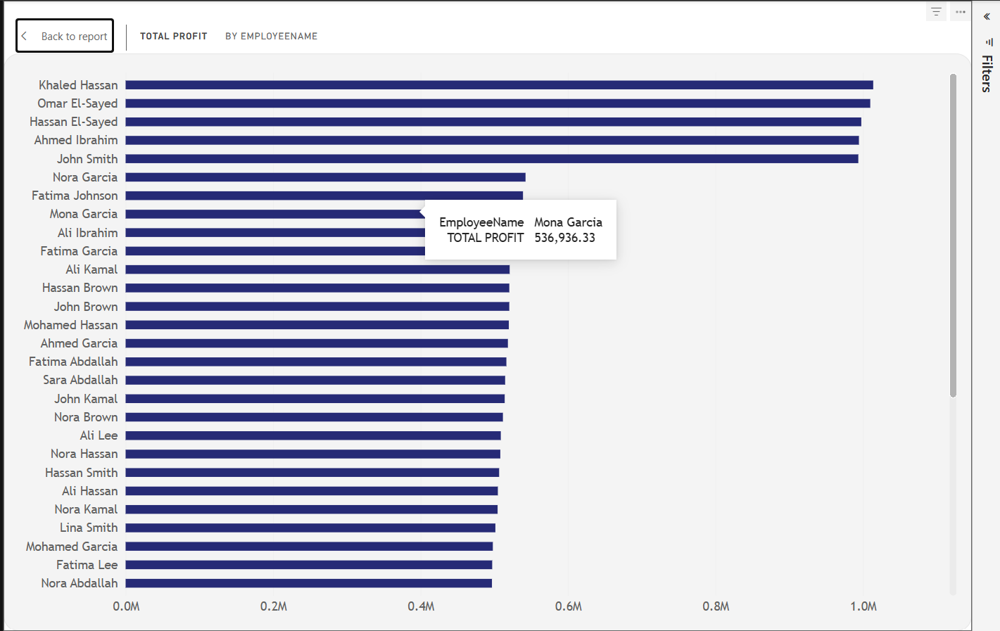 Back to report
TOTAL PROFIT BY EMPLOYEENAME
Filters
Khaled Hassan
Omar El-Sayed
Hassan El-Sayed
Ahmed Ibrahim
John Smith
Nora Garcia
Fatima Johnson
Mona Garcia
Ali Ibrahim
Fatima Garcia
Ali Kamal
Hassan Brown
John Brown
Mohamed Hassan
Ahmed Garcia
Fatima Abdallah
Sara Abdallah
John Kamal
Nora Brown
Ali Lee
Nora Hassan
Hassan Smith
Ali Hassan
Nora Kamal
Lina Smith
Mohamed Garcia
Fatima Lee
Nora Abdallah
EmployeeName Mona Garcia
TOTAL PROFIT 536,936.33
0.0M 0.2M 0.4M 0.6M 0.8M 1.0M